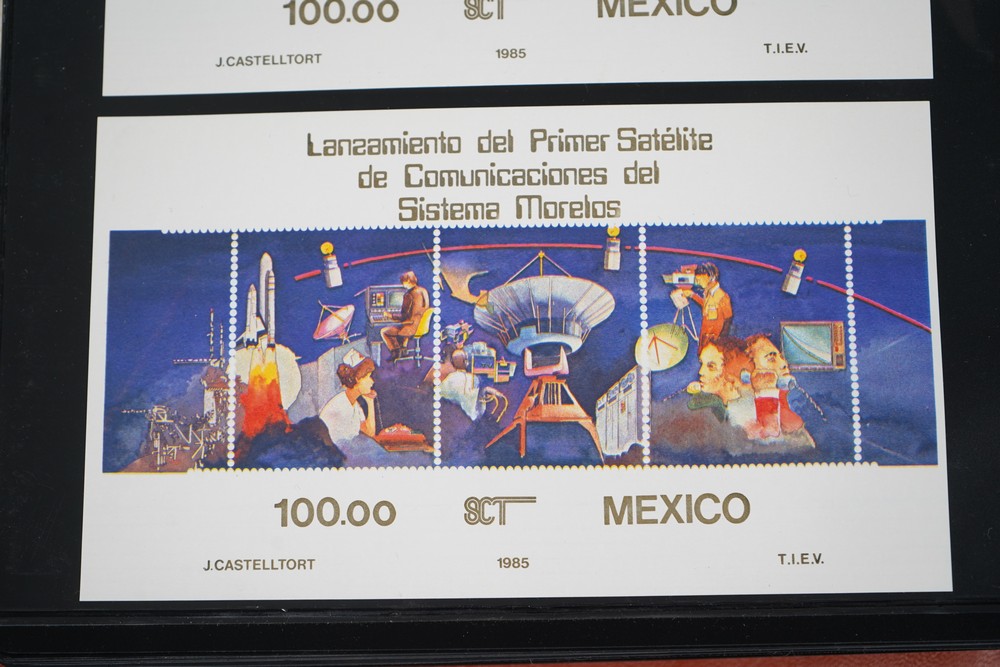 100.00 SCT MEXICO
J.CASTELLTORT 1985 T.I.E.V.
Lanzamiento del Primer Satélite
de Comunicaciones del
Sistema Morelos
100.00 SCT MEXICO
J.CASTELLTORT 1985 T.I.E.V.